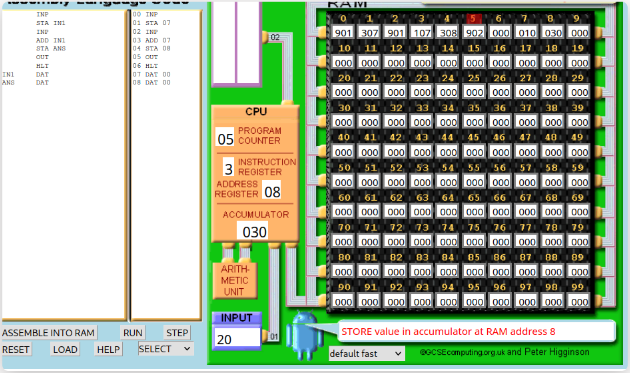 Assembly Language Code
RAM
INP
STA IN1
INP
ADD IN1
STA ANS
OUT
HLT
IN1 DAT
ANS DAT
00 INP
01 STA 07
02 INP
03 ADD 07
04 STA 08
05 OUT
06 HLT
07 DAT 00
08 DAT 00
02
CPU
05 PROGRAM COUNTER
3 INSTRUCTION REGISTER
ADDRESS REGISTER 08
ACCUMULATOR
030
ARITH-
METIC
UNIT
INPUT
20
01
0 1 2 3 4 5 6 7 8 9
901 307 901 107 308 902 000 010 030 000
10 11 12 13 14 15 16 17 18 19
000 000 000 000 000 000 000 000 000 000
20 21 22 23 24 25 26 27 28 29
000 000 000 000 000 000 000 000 000 000
30 31 32 33 34 35 36 37 38 39
000 000 000 000 000 000 000 000 000 000
40 41 42 43 44 45 46 47 48 49
000 000 000 000 000 000 000 000 000 000
50 51 52 53 54 55 56 57 58 59
000 000 000 000 000 000 000 000 000 000
60 61 62 63 64 65 66 67 68 69
000 000 000 000 000 000 000 000 000 000
70 71 72 73 74 75 76 77 78 79
000 000 000 000 000 000 000 000 000 000
80 81 82 83 84 85 86 87 88 89
000 000 000 000 000 000 000 000 000 000
90 91 92 93 94 95 96 97 98 99
000 000 000 000 000 000 000 000 000 000
STORE value in accumulator at RAM address 8
ASSEMBLE INTO RAM RUN STEP
RESET LOAD HELP SELECT
default fast
©GCSEcomputing.org.uk and Peter Higginson